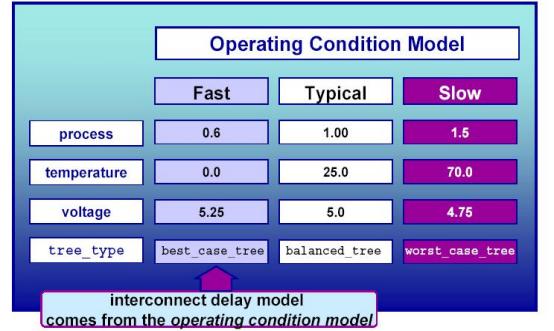 Operating Condition Model
Fast Typical Slow
process 0.6 1.00 1.5
temperature 0.0 25.0 70.0
voltage 5.25 5.0 4.75
tree_type best_case_tree balanced_tree worst_case_tree
interconnect delay model
comes from the operating condition model